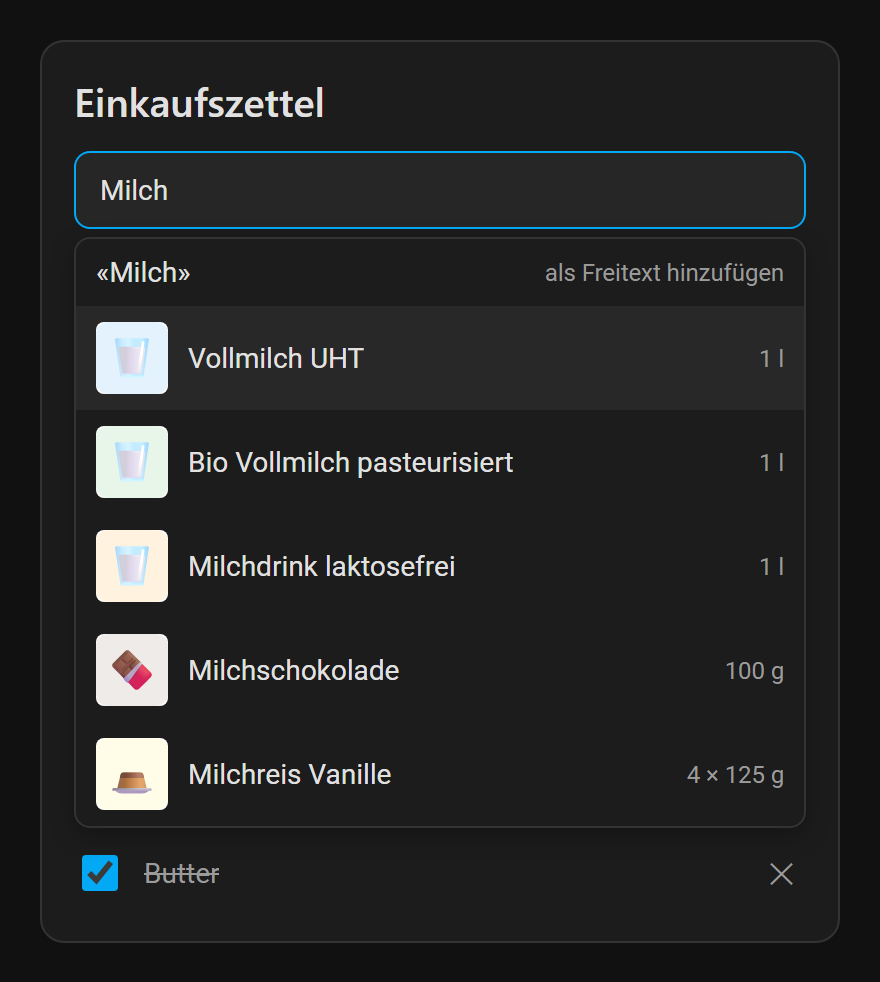 Einkaufszettel
Milch
«Milch» als Freitext hinzufügen
Vollmilch UHT 1 l
Bio Vollmilch pasteurisiert 1 l
Milchdrink laktosefrei 1 l
Milchschokolade 100 g
Milchreis Vanille 4 × 125 g
Butter